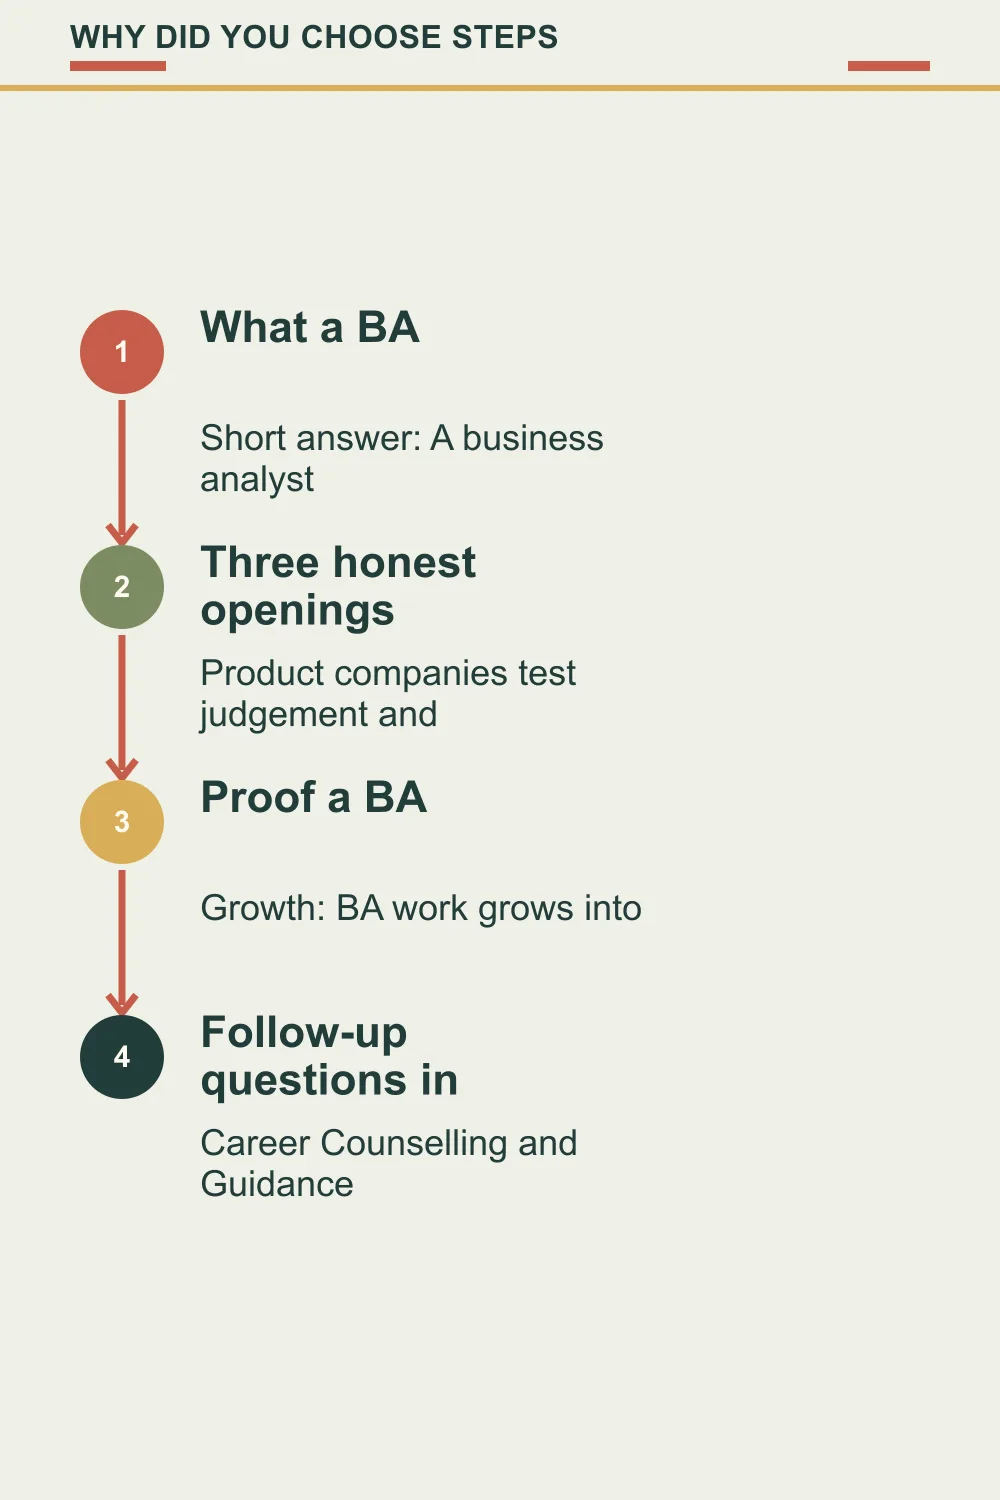 WHY DID YOU CHOOSE STEPS
1
What a BA
Short answer: A business
analyst
2
Three honest
openings
Product companies test
judgement and
3
Proof a BA
Growth: BA work grows into
4
Follow-up
questions in
Career Counselling and
Guidance